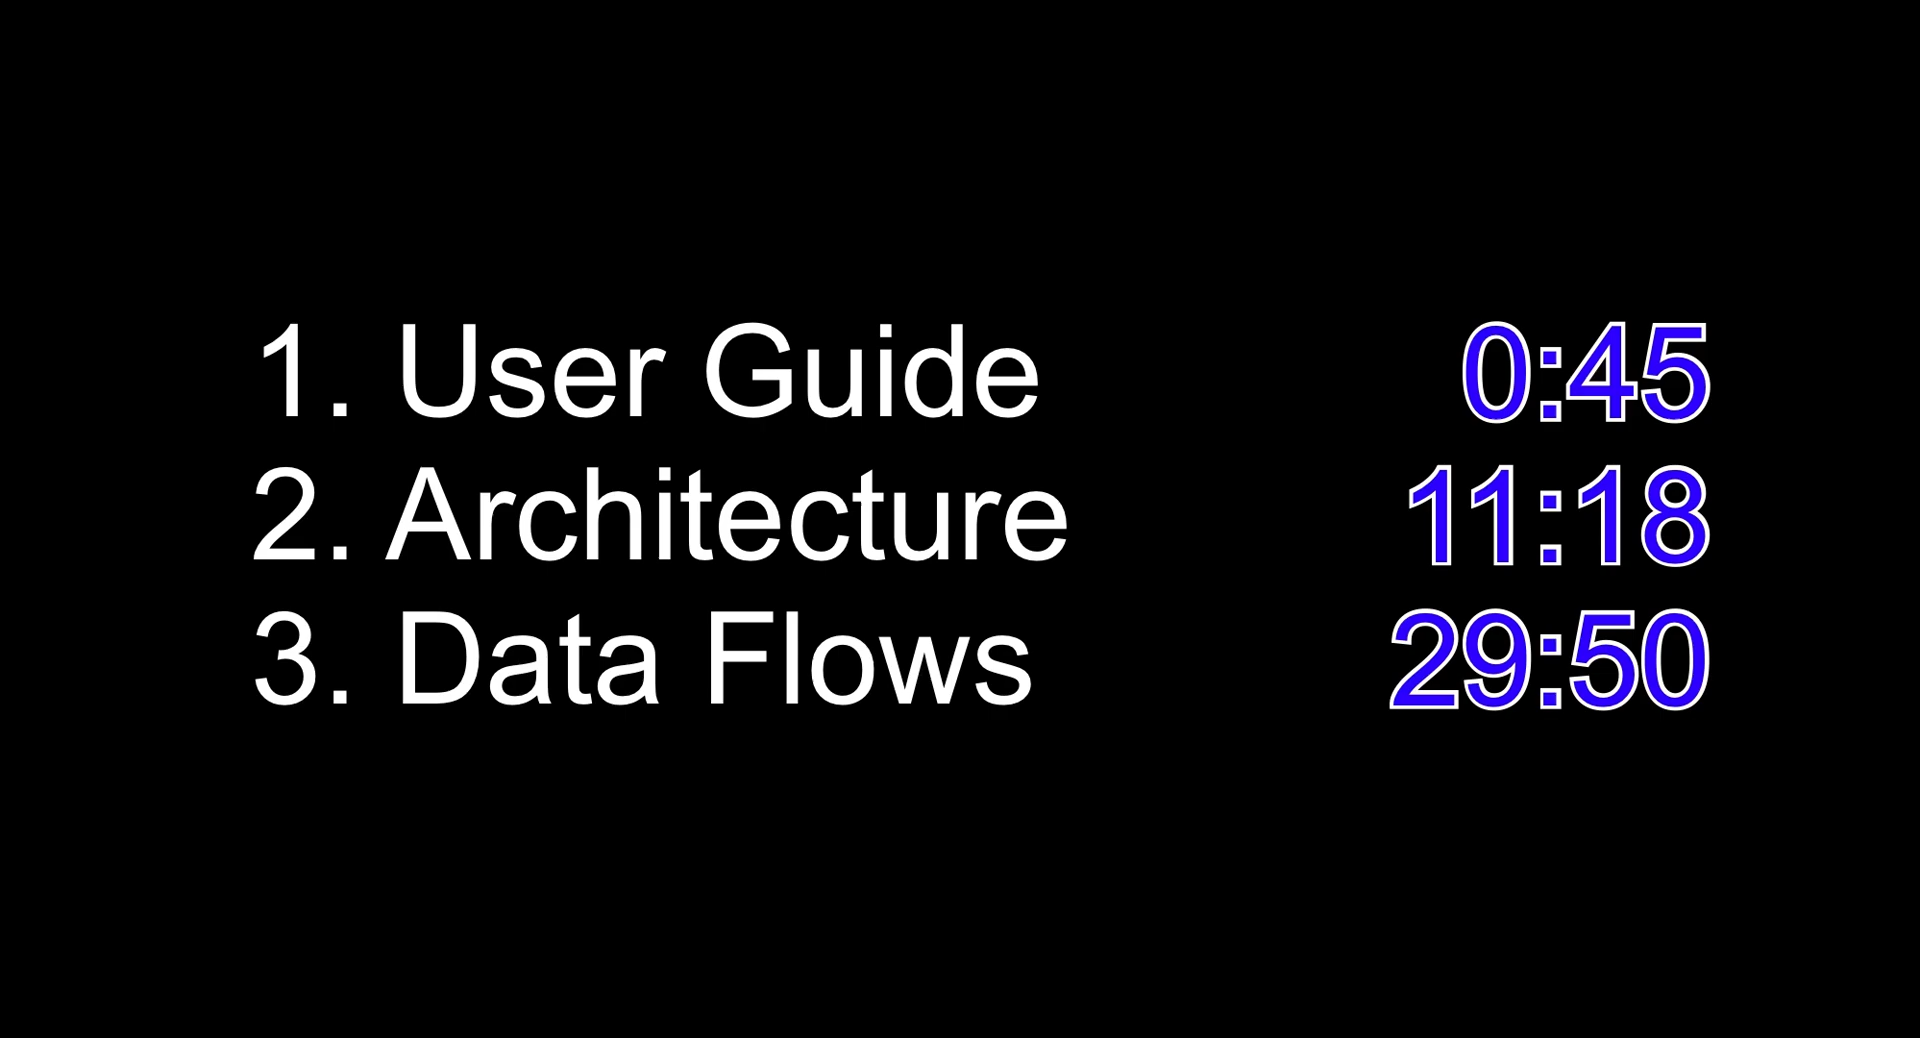 1. User Guide 0:45
2. Architecture 11:18
3. Data Flows 29:50